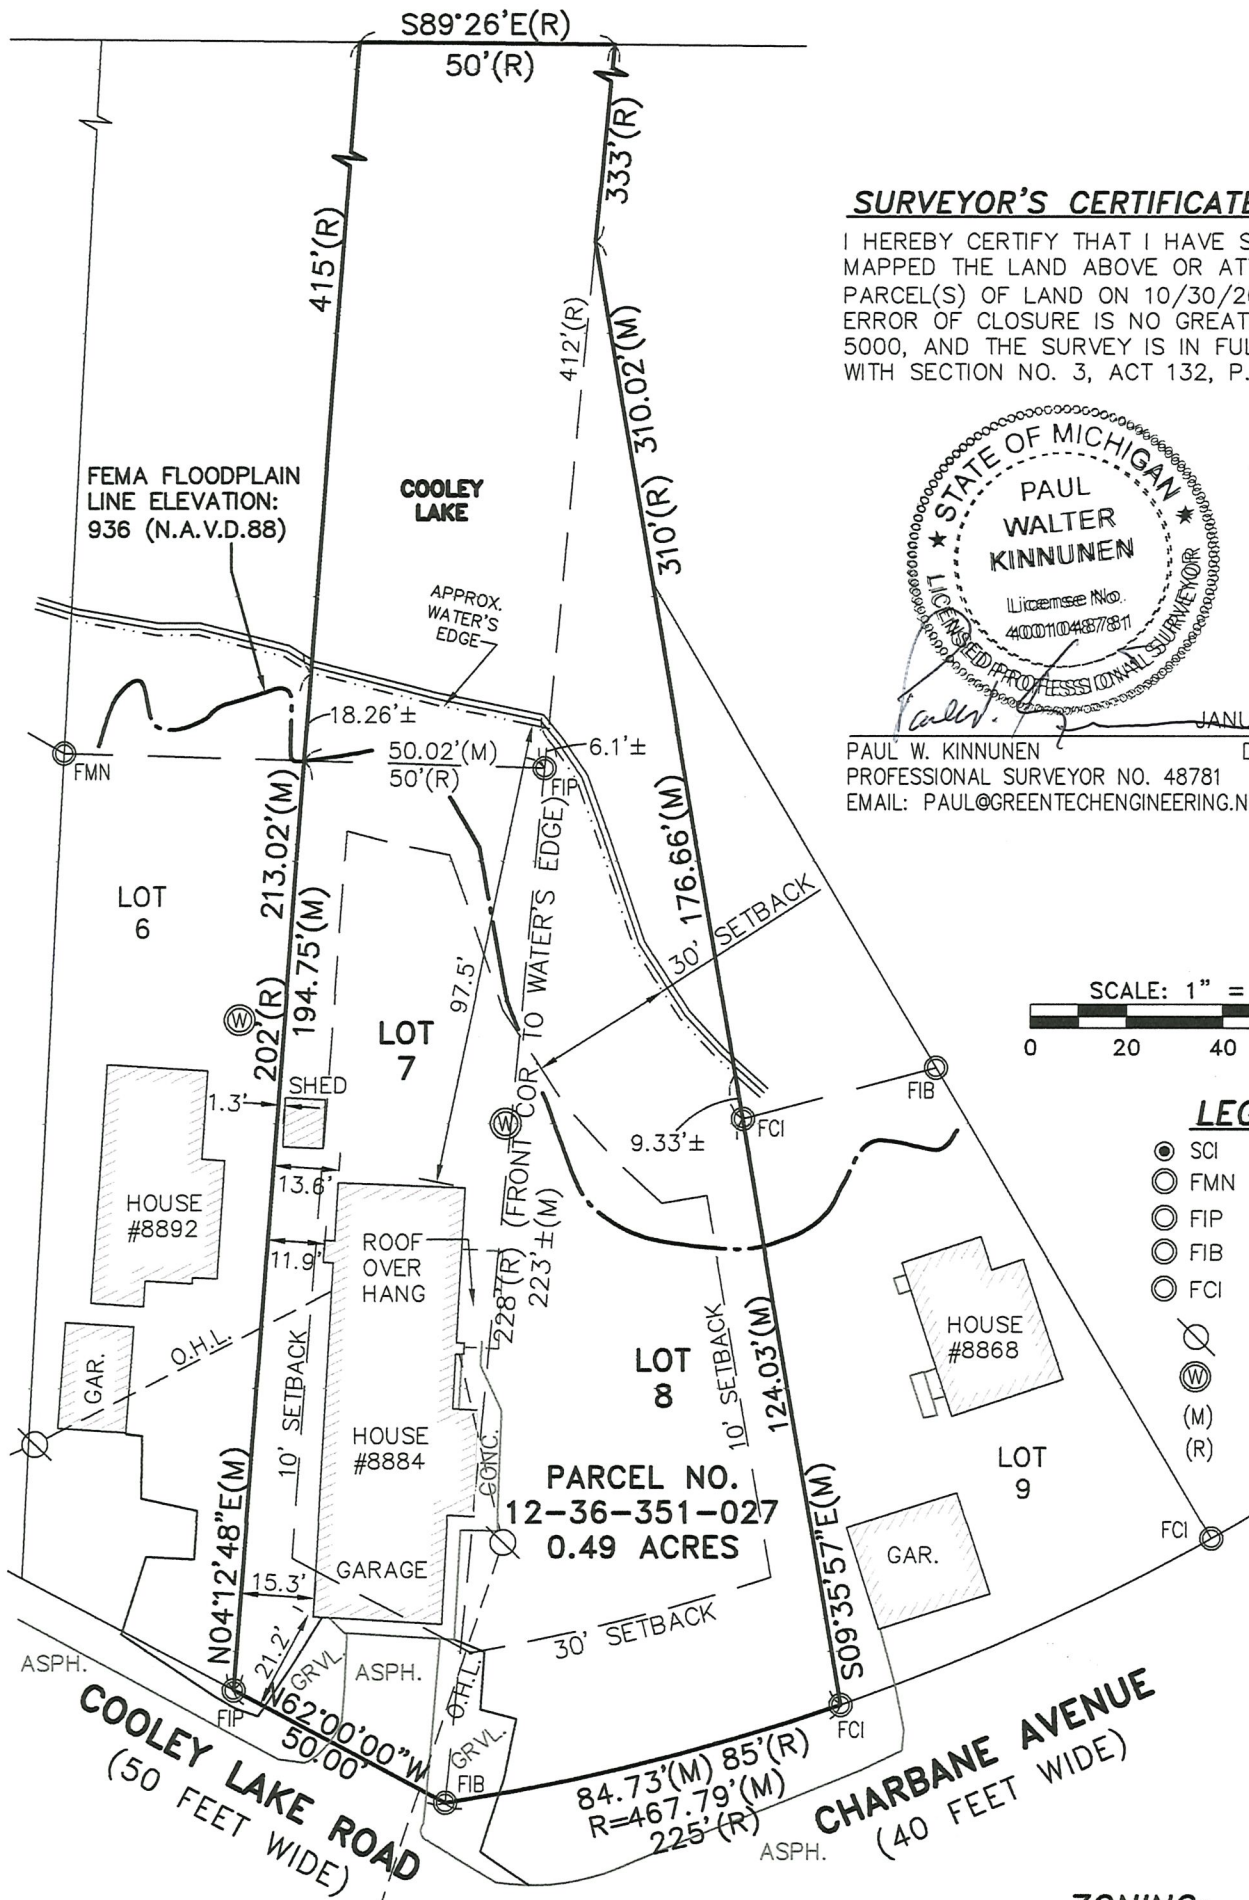 S89°26'E(R)
50'(R)
333'(R)
415'(R)
412'(R)
310'(R) 310.02'(M)
SURVEYOR'S CERTIFICATE
I HEREBY CERTIFY THAT I HAVE S
MAPPED THE LAND ABOVE OR AT
PARCEL(S) OF LAND ON 10/30/2
ERROR OF CLOSURE IS NO GREAT
5000, AND THE SURVEY IS IN FUL
WITH SECTION NO. 3, ACT 132, P.
STATE OF MICHIGAN
PAUL
WALTER
KINNUNEN
License No.
4001048781
LICENSED PROFESSIONAL SURVEYOR
JANU
PAUL W. KINNUNEN D
PROFESSIONAL SURVEYOR NO. 48781
EMAIL: PAUL@GREENTECHENGINEERING.N
FEMA FLOODPLAIN
LINE ELEVATION:
936 (N.A.V.D.88)
COOLEY
LAKE
APPROX.
WATER'S
EDGE
18.26'±
50.02'(M)
50'(R)
6.1'±
FMN
FIP
213.02'(M)
202'(R)
194.75'(M)
176.66'(M)
30' SETBACK
97.5'
228'(R) (FRONT COR TO WATER'S EDGE)
223'±(M)
LOT
6
LOT
7
W
SHED
1.3'
W
13.6'
11.9'
HOUSE
#8892
ROOF
OVER
HANG
GAR.
O.H.L.
10' SETBACK
HOUSE
#8884
GARAGE
CONC.
9.33'±
FCI
FIB
SCALE: 1" =
0 20 40
LEG
SCI
FMN
FIP
FIB
FCI
W
(M)
(R)
124.03'(M)
10' SETBACK
LOT
8
HOUSE
#8868
LOT
9
PARCEL NO.
12-36-351-027
0.49 ACRES
GAR.
FCI
N04°12'48"E(M)
S09°35'57"E(M)
15.3'
21.2'
30' SETBACK
ASPH.
GRVL.
ASPH.
O.H.L.
GRVL.
FIP
N62°00'00"W
50.00'
FIB
FCI
84.73'(M) 85'(R)
R=467.79'(M)
225'(R)
ASPH.
COOLEY LAKE ROAD
(50 FEET WIDE)
CHARBANE AVENUE
(40 FEET WIDE)